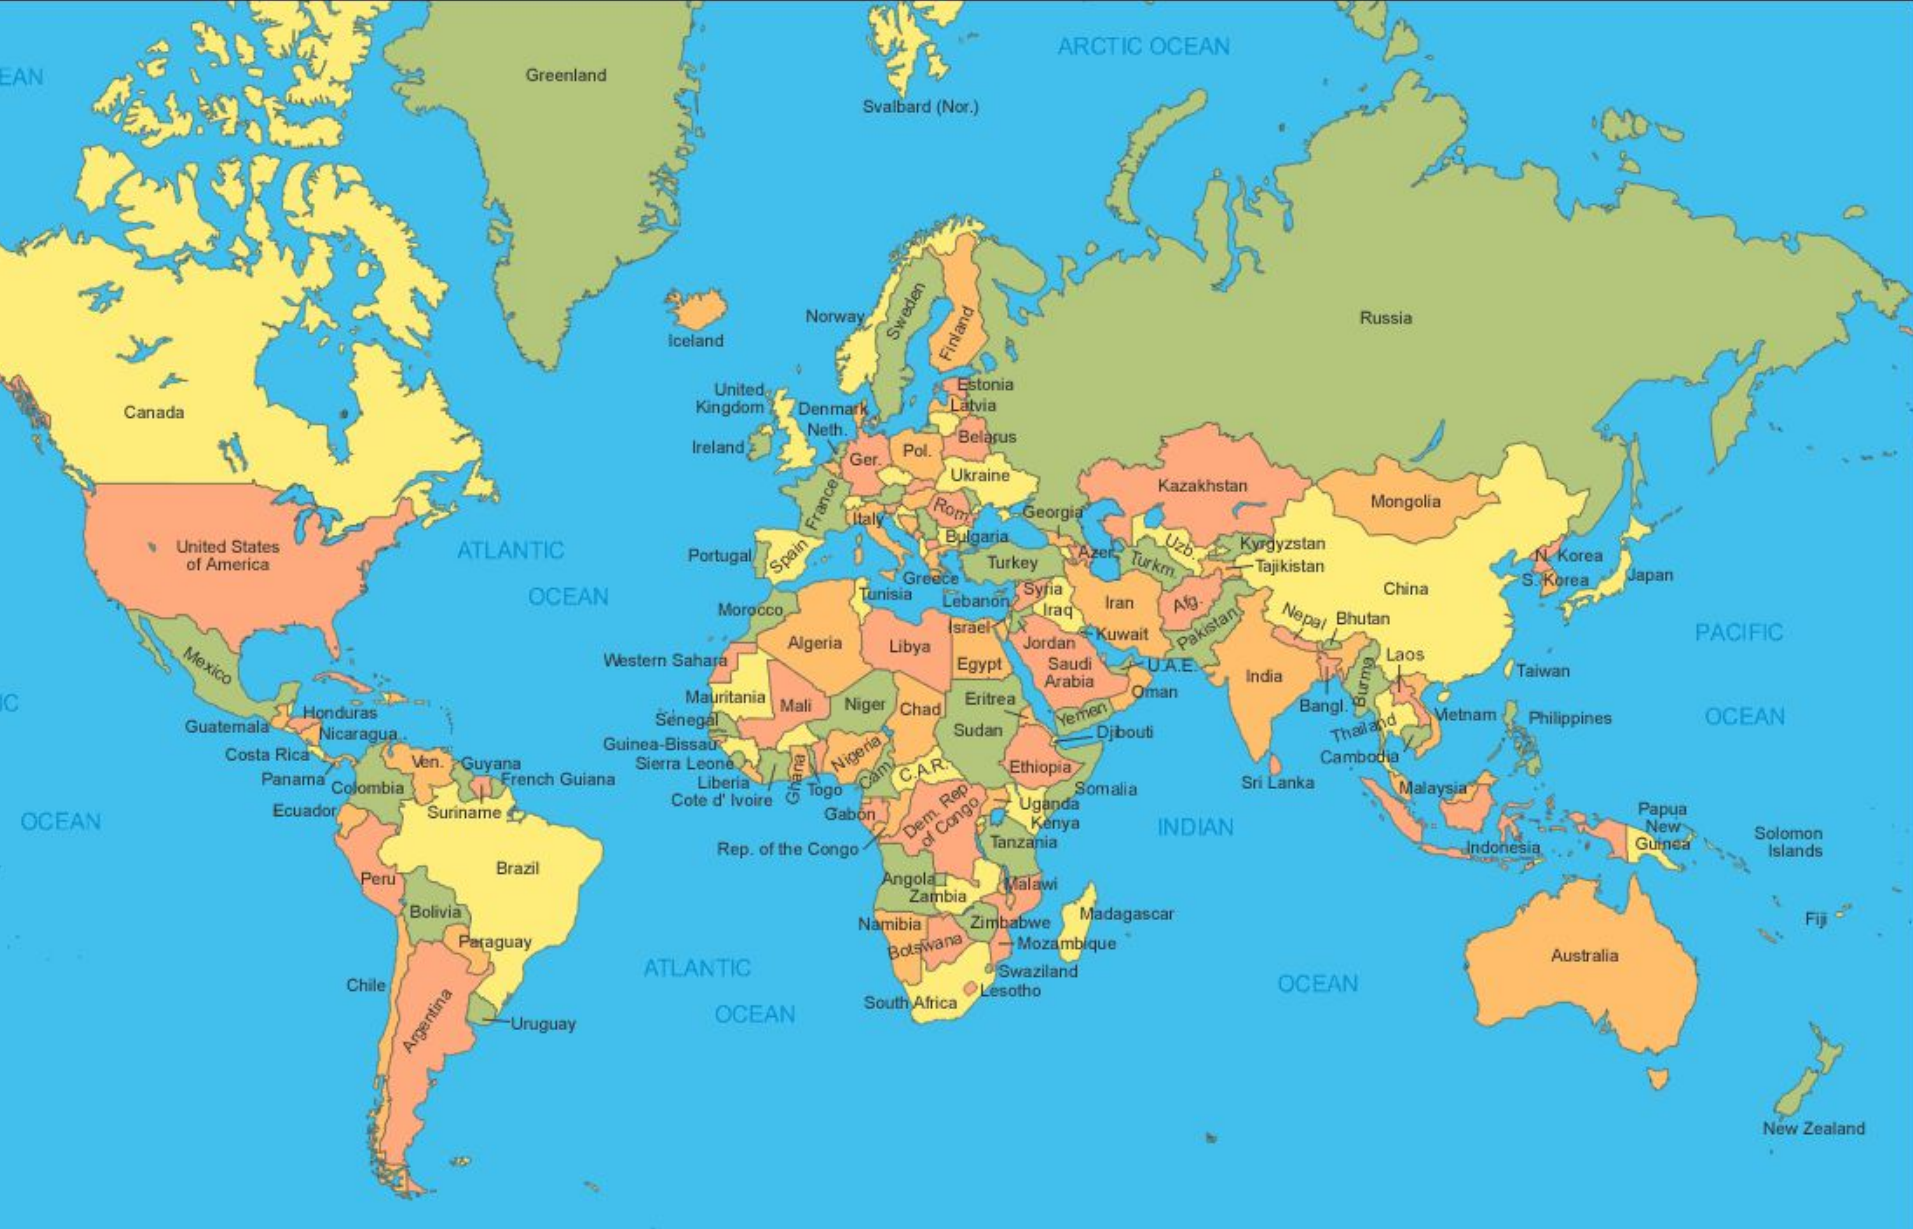 EAN
Greenland
ARCTIC OCEAN
Svalbard (Nor.)
Canada
Iceland
Norway
Sweden
Finland
Russia
Estonia
Latvia
United
Kingdom
Denmark
Neth.
Ireland
Belarus
Ger.
Pol.
Ukraine
France
Rom.
Italy
Georgia
Kazakhstan
Mongolia
United States
of America
ATLANTIC
OCEAN
Portugal
Spain
Bulgaria
Turkey
Greece
Azer.
Uzb.
Turkm.
Kyrgyzstan
Tajikistan
China
N. Korea
S. Korea
Japan
Morocco
Tunisia
Lebanon
Syria
Iraq
Iran
Afg.
Pakistan
Nepal
Bhutan
Israel
Jordan
Kuwait
Algeria
Libya
Egypt
Saudi
Arabia
U.A.E.
Oman
Yemen
India
Bangl.
Burma
Laos
Taiwan
PACIFIC
OCEAN
IC
OCEAN
Mexico
Guatemala
Honduras
Nicaragua
Costa Rica
Panama
Western Sahara
Mauritania
Mali
Niger
Chad
Sudan
Eritrea
Djibouti
Senegal
Guinea-Bissau
Sierra Leone
Liberia
Cote d' Ivoire
Ghana
Togo
Nigeria
Cam.
C.A.R.
Ethiopia
Somalia
Thailand
Vietnam
Cambodia
Philippines
Sri Lanka
Malaysia
Ven.
Guyana
French Guiana
Suriname
Colombia
Ecuador
Peru
Brazil
Bolivia
Paraguay
Chile
Argentina
Uruguay
Gabon
Rep. of the Congo
Dem. Rep
of Congo
Uganda
Kenya
Tanzania
INDIAN
OCEAN
Indonesia
Papua
New
Guinea
Solomon
Islands
Angola
Zambia
Malawi
Namibia
Botswana
Zimbabwe
Mozambique
Madagascar
Swaziland
Lesotho
South Africa
ATLANTIC
OCEAN
Australia
Fiji
New Zealand